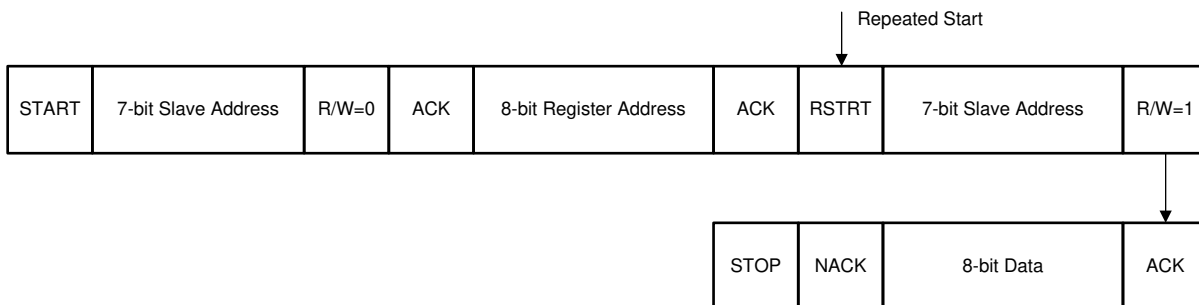 Repeated Start
START 7-bit Slave Address R/W=0 ACK 8-bit Register Address ACK RSTRT 7-bit Slave Address R/W=1
STOP NACK 8-bit Data ACK